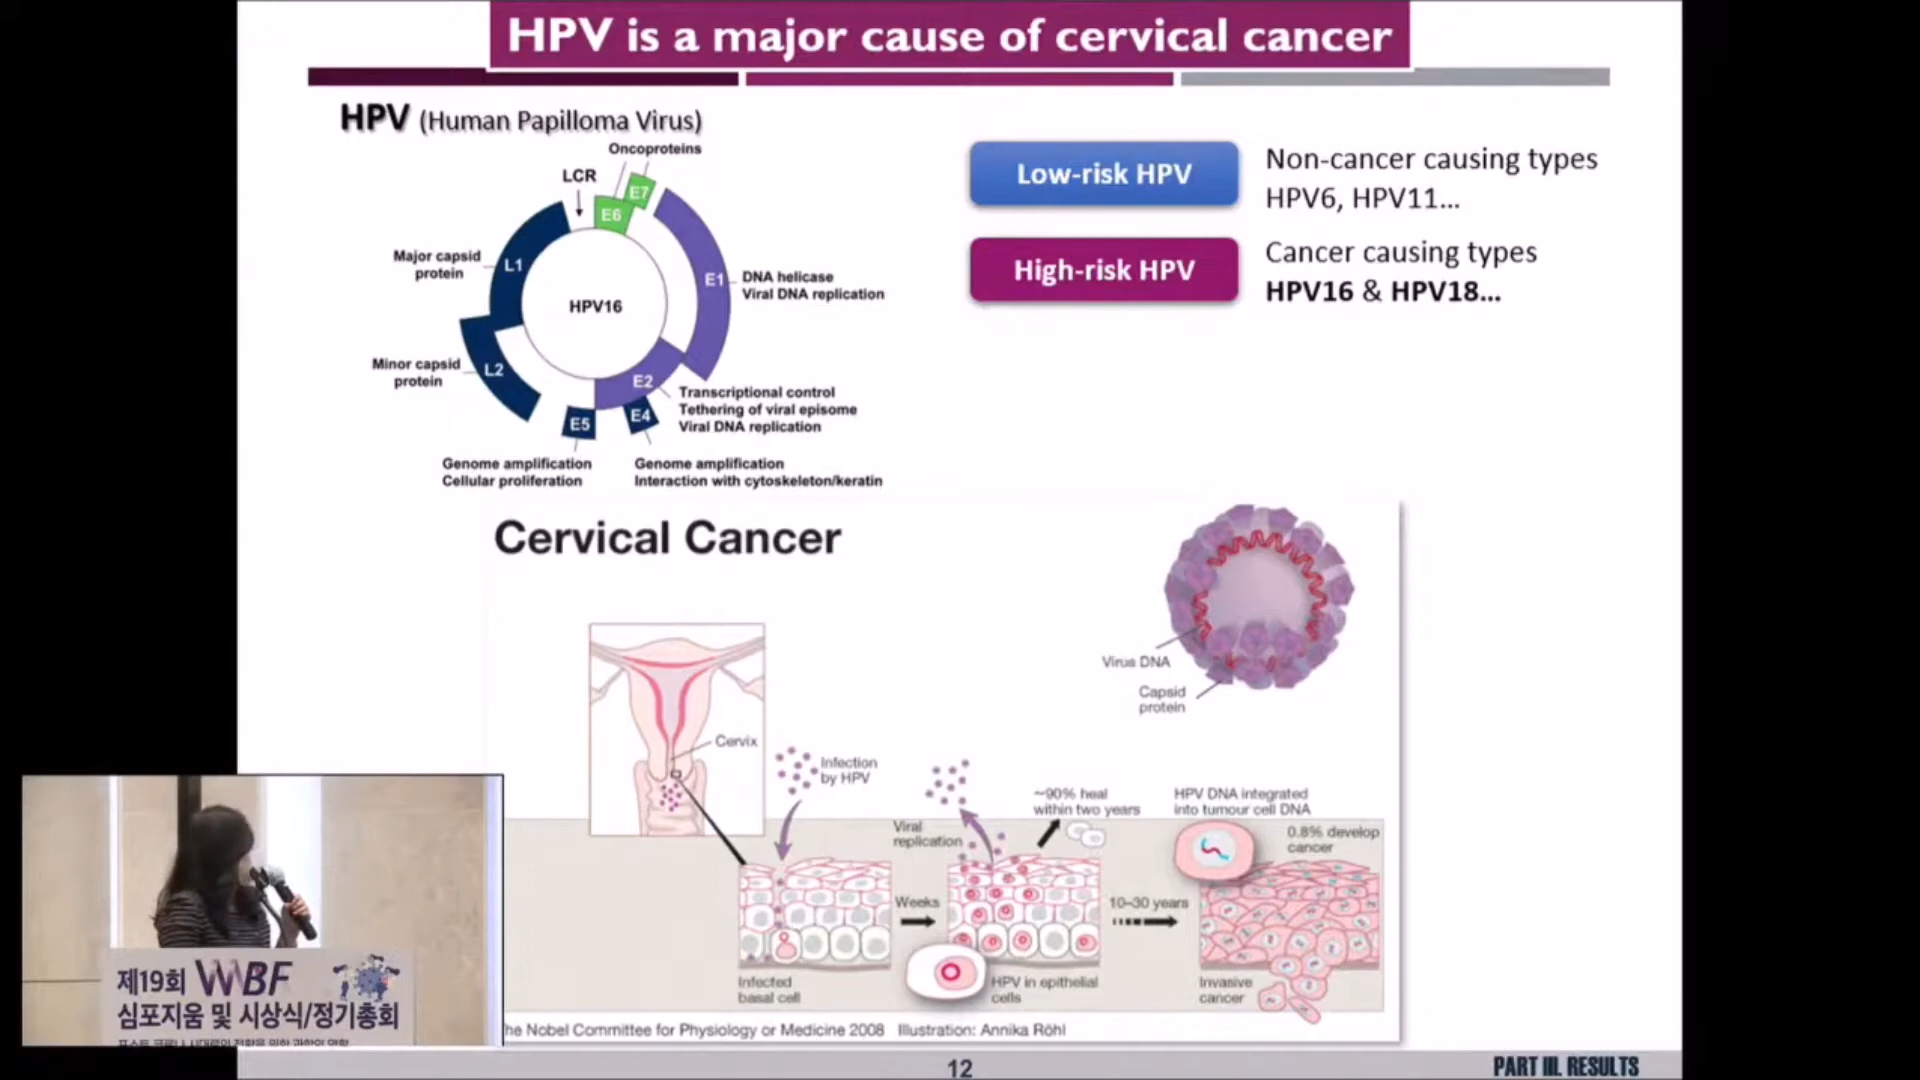 HPV is a major cause of cervical cancer
HPV (Human Papilloma Virus)
Oncoproteins
LCR
E7
E6
Major capsid
protein
L1
E1
DNA helicase
Viral DNA replication
HPV16
Minor capsid
protein
L2
E2
Transcriptional control
Tethering of viral episome
Viral DNA replication
E5
E4
Genome amplification
Cellular proliferation
Genome amplification
Interaction with cytoskeleton/keratin
Low-risk HPV
Non-cancer causing types
HPV6, HPV11...
High-risk HPV
Cancer causing types
HPV16 & HPV18...
Cervical Cancer
Virus DNA
Capsid
protein
Cervix
Infection
by HPV
Viral
replication
~90% heal
within two years
HPV DNA integrated
into tumour cell DNA
0.8% develop
cancer
Weeks
10–30 years
Infected
basal cell
HPV in epithelial
cells
Invasive
cancer
he Nobel Committee for Physiology or Medicine 2008 Illustration: Annika Röhl
제19회 WBF
심포지움 및 시상식/정기총회
12
PART III. RESULTS